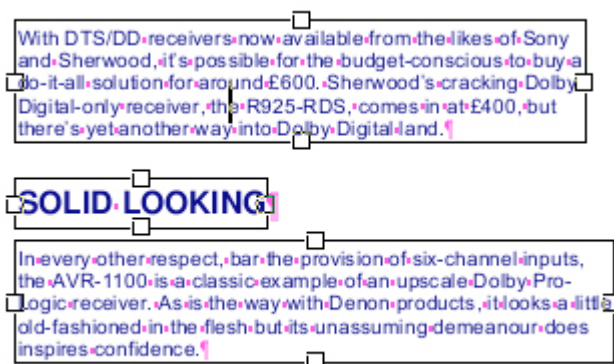 With DTS/DD receivers now available from the likes of Sony
and Sherwood, it's possible for the budget-conscious to buy a
do-it-all solution for around £600. Sherwood's cracking Dolby
Digital-only receiver, the R925-RDS, comes in at £400, but
there's yet another way into Dolby Digital land.¶
SOLID LOOKING¶
In every other respect, bar the provision of six-channel inputs,
the AVR-1100 is a classic example of an upscale Dolby Pro-
Logic receiver. As is the way with Denon products, it looks a little
old-fashioned in the flesh but its unassuming demeanour does
inspires confidence.¶